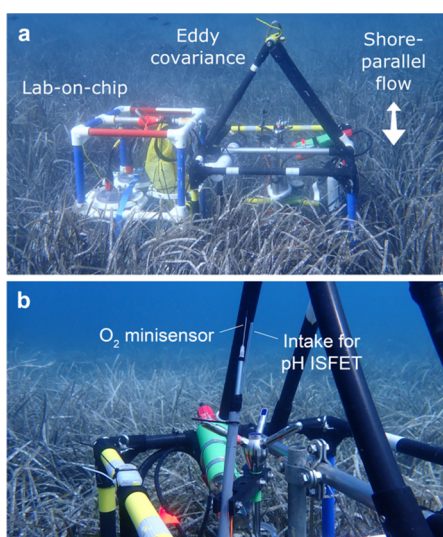 a
Eddy
covariance
Shore-
parallel
flow
Lab-on-chip
b
O₂ minisensor
Intake for
pH ISFET